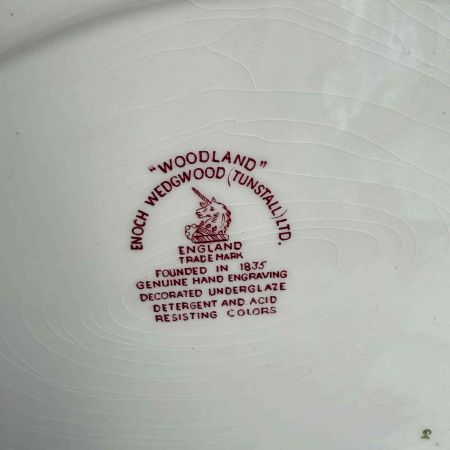 "WOODLAND"
ENOCH WEDGWOOD (TUNSTALL) LTD.
ENGLAND
TRADE MARK
FOUNDED IN 1835
GENUINE HAND ENGRAVING
DECORATED UNDERGLAZE
DETERGENT AND ACID
RESISTING COLORS